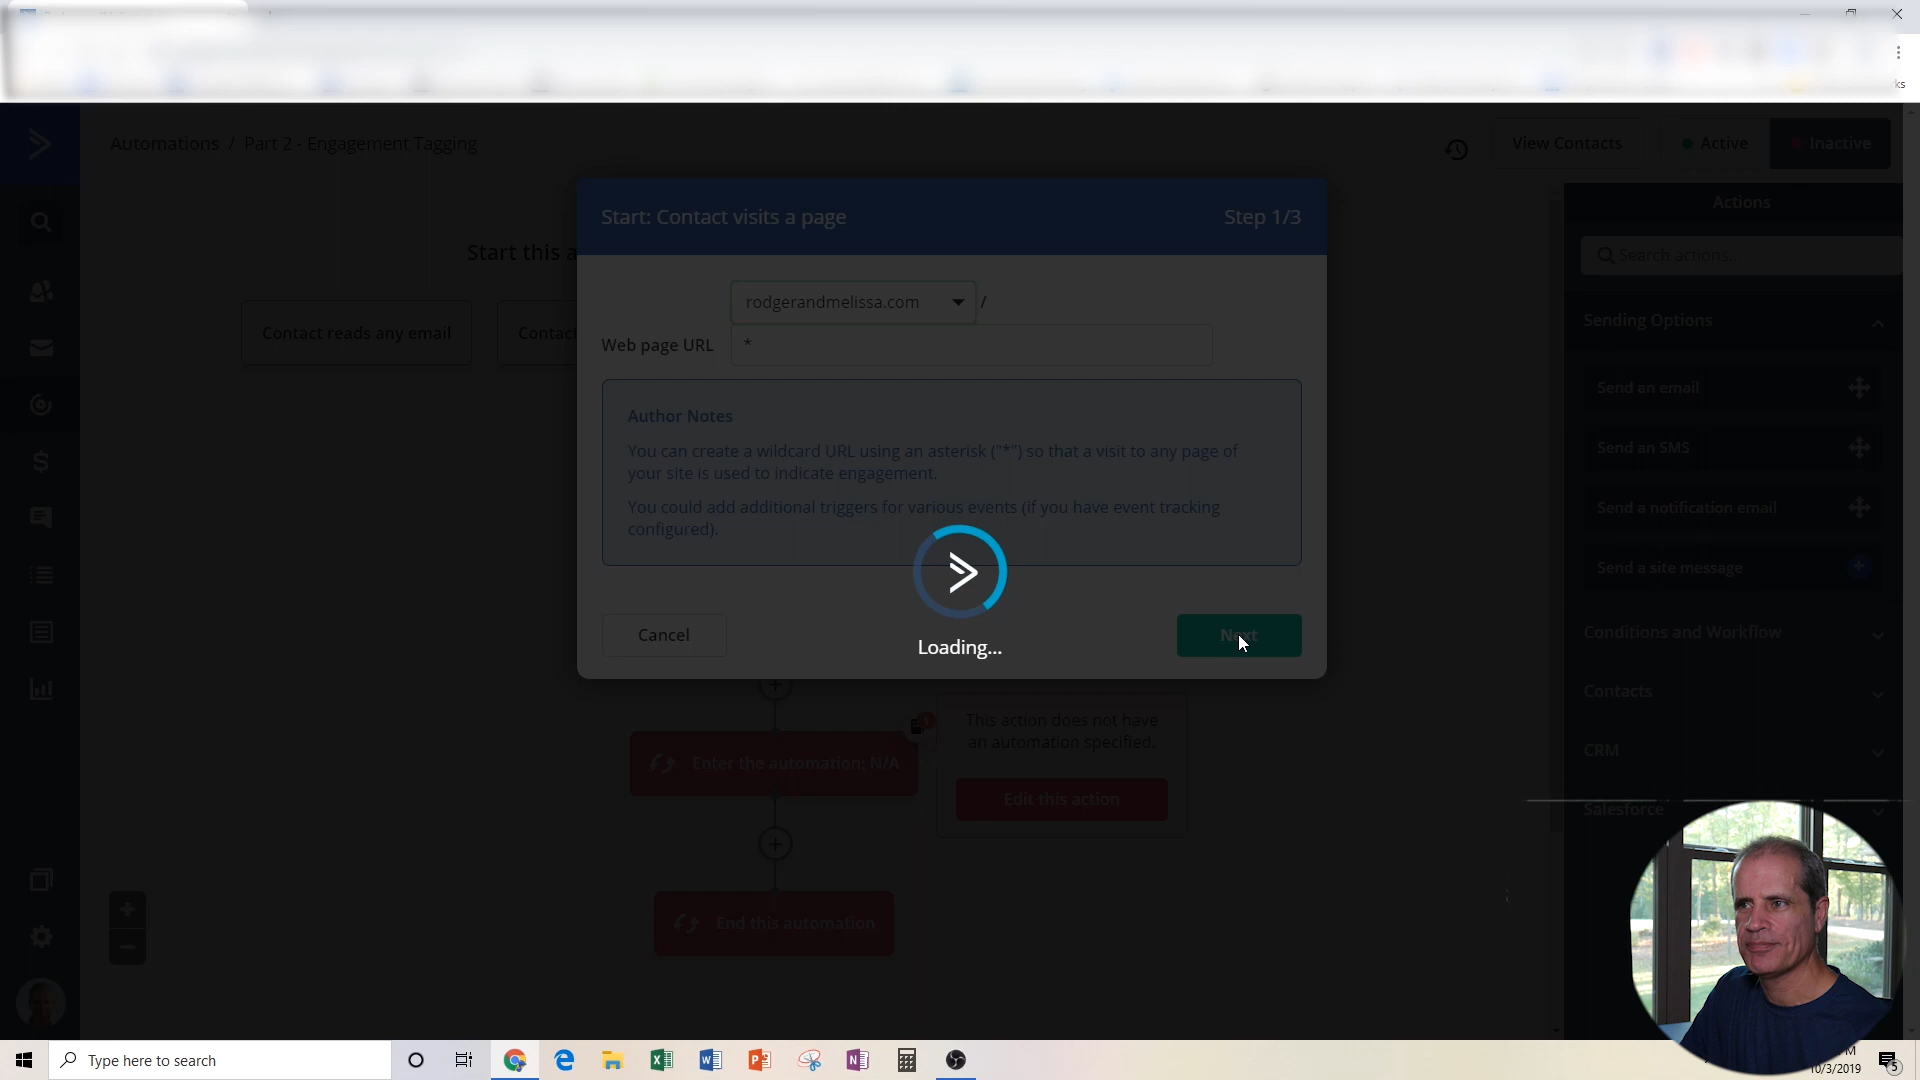 ks
Automations / Part 2 - Engagement Tagging
View Contacts
Active
Inactive
Start: Contact visits a page
Step 1/3
Actions
Search actions...
Start this a
rodgerandmelissa.com
/
Contact reads any email
Contac
Web page URL
*
Sending Options
Send an email
Author Notes
You can create a wildcard URL using an asterisk ("*") so that a visit to any page of
your site is used to indicate engagement.
You could add additional triggers for various events (if you have event tracking
configured).
Send an SMS
Send a notification email
Send a site message
Cancel
Loading...
Next
Conditions and Workflow
Contacts
CRM
Salesforce
1
This action does not have
an automation specified.
Enter the automation: N/A
Edit this action
End this automation
Type here to search
M
10/3/2019
5